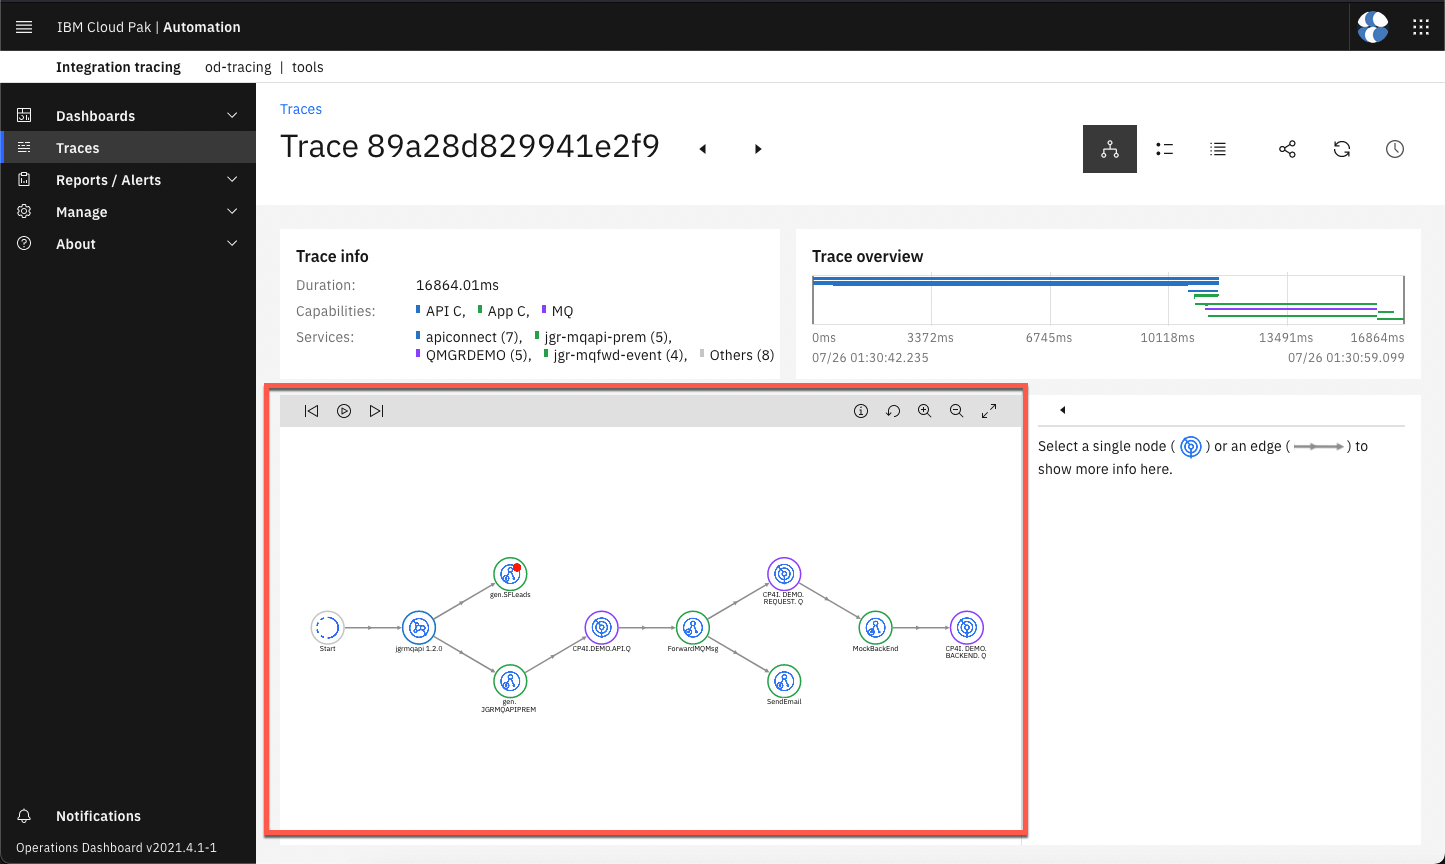 IBM Cloud Pak | Automation
Integration tracing od-tracing | tools
Dashboards
Traces
Reports / Alerts
Manage
About
Notifications
Operations Dashboard v2021.4.1-1
Traces
Trace 89a28d829941e2f9
Trace info
Duration: 16864.01ms
Capabilities: API C, App C, MQ
Services: apiconnect (7), jgr-mqapi-prem (5),
QMGRDEMO (5), jgr-mqfwd-event (4), Others (8)
Trace overview
0ms 3372ms 6745ms 10118ms 13491ms 16864ms
07/26 01:30:42.235 07/26 01:30:59.099
Start
jgrmqapi 1.2.0
gen.SFLeads
gen.
JGRMQAPIPREM
CP4I.DEMO.API.Q
ForwardMQMsg
CP4I. DEMO.
REQUEST. Q
SendEmail
MockBackEnd
CP4I. DEMO.
BACKEND. Q
Select a single node ( ) or an edge ( ) to
show more info here.